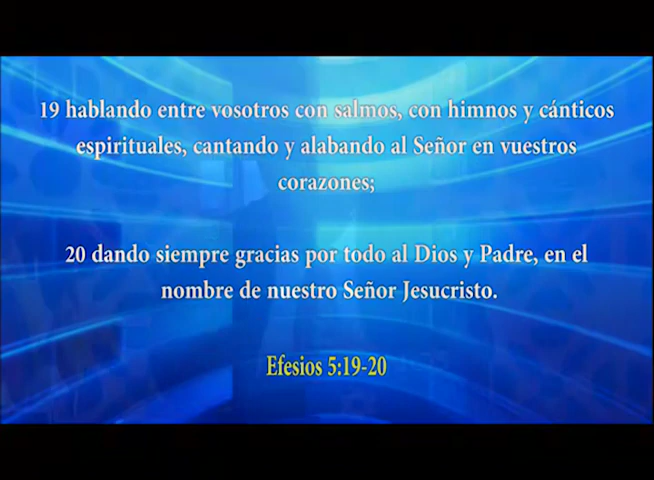 19 hablando entre vosotros con salmos, con himnos y cánticos
espirituales, cantando y alabando al Señor en vuestros
corazones;
20 dando siempre gracias por todo al Dios y Padre, en el
nombre de nuestro Señor Jesucristo.
Efesios 5:19-20